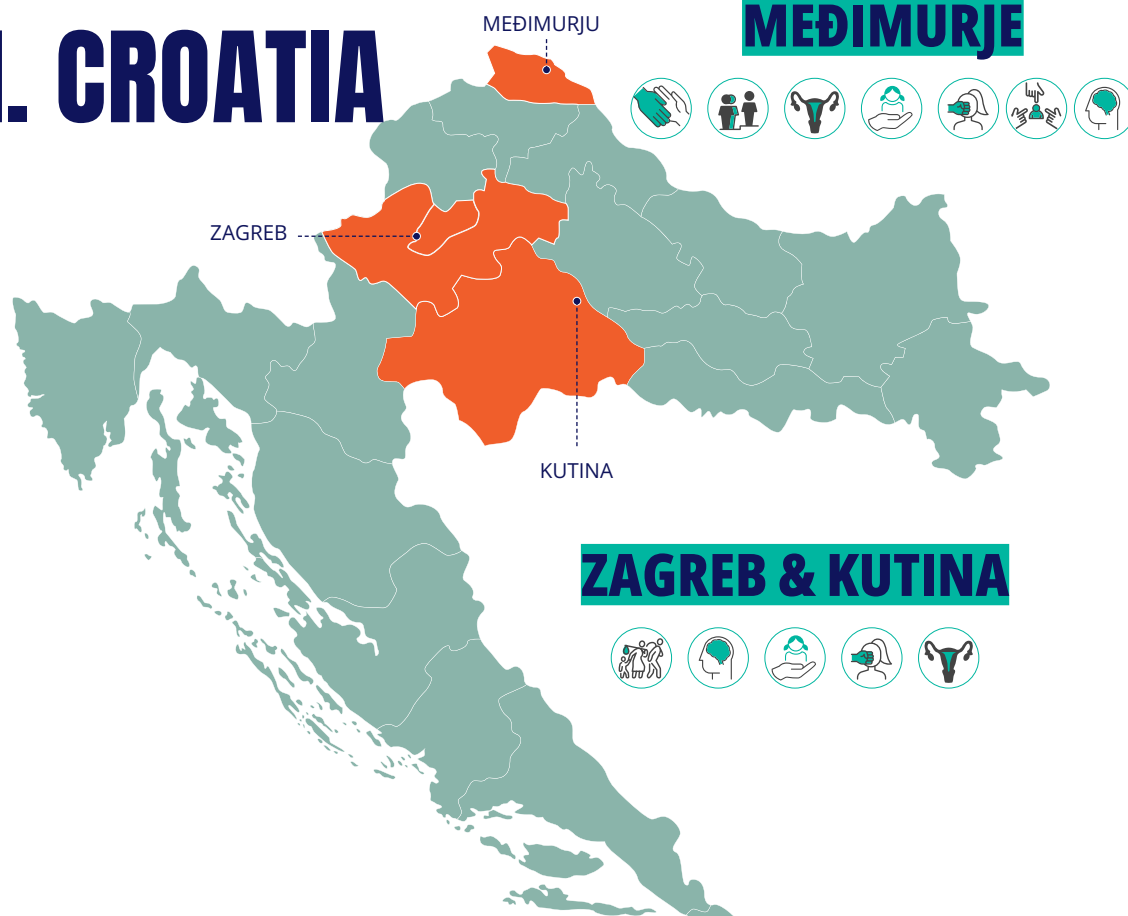 MEĐIMURJU
MEĐIMURJE
. CROATIA
ZAGREB
KUTINA
ZAGREB & KUTINA